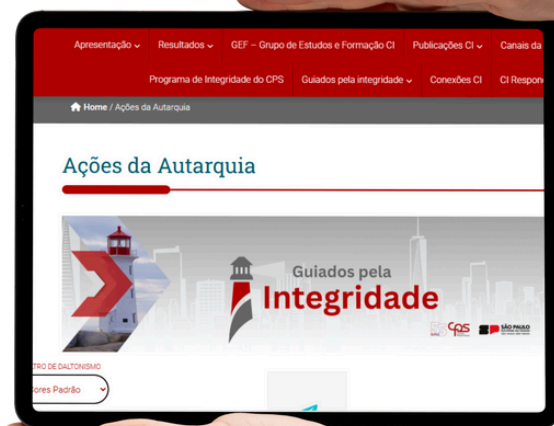 Apresentação
Resultados
GEF – Grupo de Estudos e Formação CI
Publicações CI
Canais da
Programa de Integridade do CPS
Guiados pela integridade
Conexões CI
CI Respon
Home / Ações da Autarquia
Ações da Autarquia
Guiados pela
Integridade
CPS
SÃO PAULO
TRO DE DALTONISMO
Cores Padrão